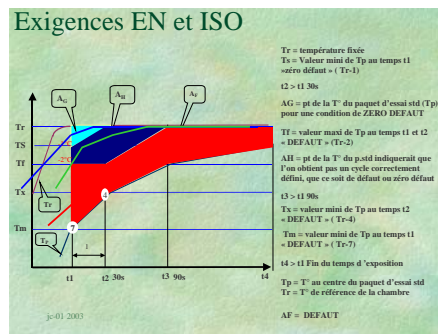 Exigences EN et ISO
Tr = température fixée
Ts = Valeur mini de Tp au temps t1
»zéro défaut » ( Tr-1)
t2 > t1 30s
AG = pt de la T° du paquet d'essai std (Tp)
pour une condition de ZERO DEFAUT
Tf = valeur maxi de Tp au temps t1 et t2
« DEFAUT » (Tr-2)
AH = pt de la T° du p.std indiquerait que
l'on obtient pas un cycle correctement
défini, que ce soit de défaut ou zéro défaut
t3 > t1 90s
Tx = valeur mini de Tp au temps t2
« DEFAUT » (Tr-4)
Tm = valeur mini de Tp au temps t1
« DEFAUT » (Tr-7)
t4 > t1 Fin du temps d 'exposition
Tp = T° au centre du paquet d'essai std
Tr = T° de référence de la chambre
AF = DEFAUT
AG
AH
AF
Tr
TS
Tf
-2°C
Tx
Tr
4
Tm
7
TP
1
t1
t2 30s
t3 90s
t4
jc-01 2003